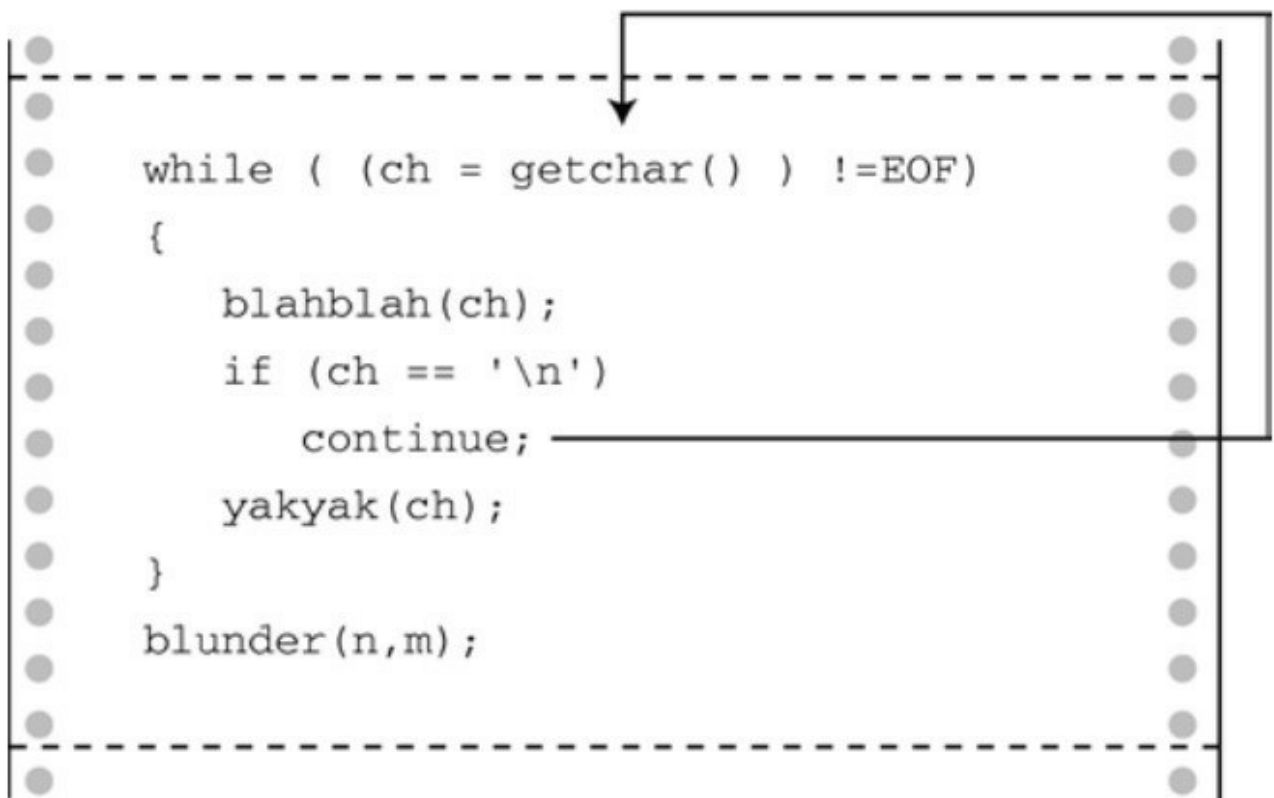 while ( (ch = getchar() ) !=EOF)
{
blahblah(ch);
if (ch == '\n')
continue;
yakyak(ch);
}
blunder(n,m);